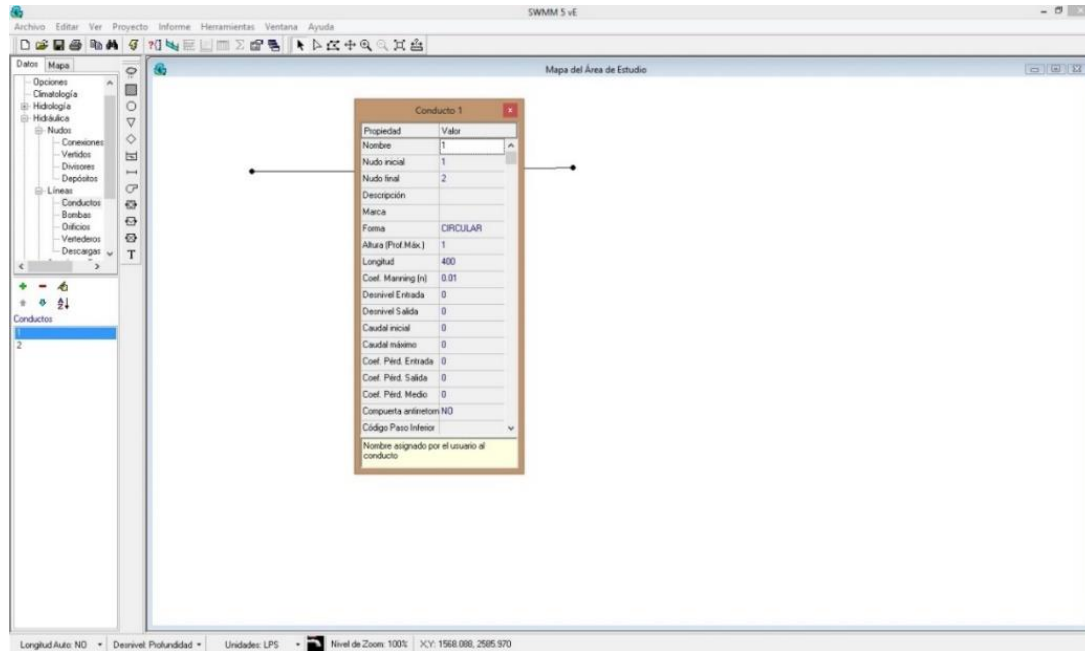 SWMM 5 vE
Archivo Editar Ver Proyecto Informe Herramientas Ventana Ayuda
Datos Mapa
Opciones
Climatología
Hidrología
Hidráulica
Nudos
Conexiones
Vertidos
Divisores
Depósitos
Líneas
Conductos
Bombas
Orificios
Vertederos
Descargas
Conductos
1
2
T
Mapa del Área de Estudio
Conducto 1
Propiedad Valor
Nombre 1
Nudo inicial 1
Nudo final 2
Descripción
Marca
Forma CIRCULAR
Altura (Prof.Máx.) 1
Longitud 400
Coef. Manning (n) 0.01
Desnivel Entrada 0
Desnivel Salida 0
Caudal inicial 0
Caudal máximo 0
Coef. Pérd. Entrada 0
Coef. Pérd. Salida 0
Coef. Pérd. Medio 0
Compuerta antirretorn NO
Código Paso Inferior
Nombre asignado por el usuario al
conducto
Longitud Auto: NO Desnivel: Profundidad Unidades: LPS Nivel de Zoom: 100% X,Y: 1568.088, 2585.970